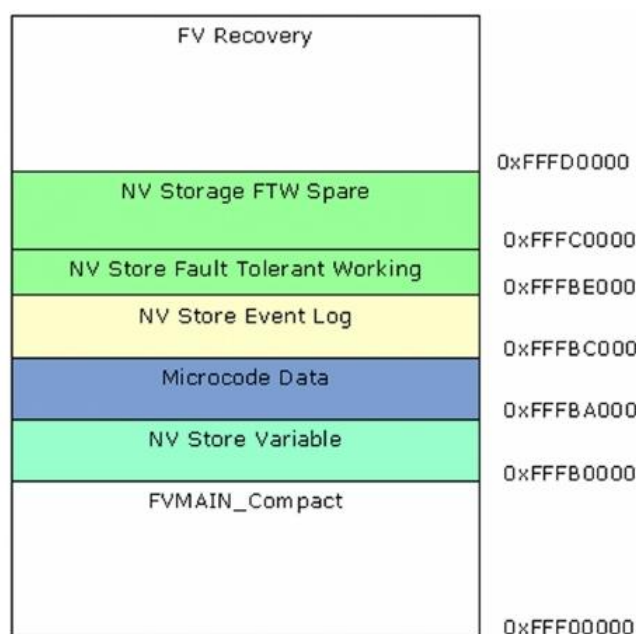 FV Recovery
0xFFFD0000
NV Storage FTW Spare
0xFFFC0000
NV Store Fault Tolerant Working
0xFFFBE000
NV Store Event Log
0xFFFBC000
Microcode Data
0xFFFBA000
NV Store Variable
0xFFFB0000
FVMAIN_Compact
0xFFF00000